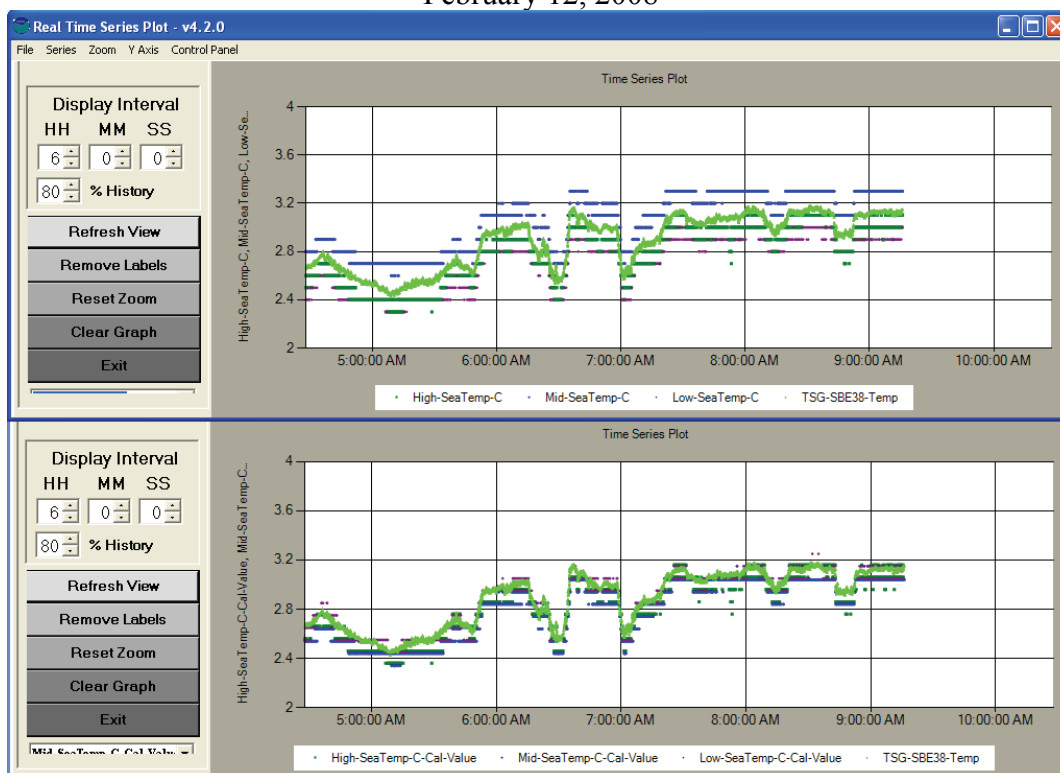 February 12, 2008
Real Time Series Plot - v4.2.0
File Series Zoom Y Axis Control Panel
Time Series Plot
Display Interval
HH MM SS
6 0 0
80 % History
Refresh View
Remove Labels
Reset Zoom
Clear Graph
Exit
High-SeaTemp-C, Mid-SeaTemp-C, Low-Se...
4
3.6
3.2
2.8
2.4
2
5:00:00 AM 6:00:00 AM 7:00:00 AM 8:00:00 AM 9:00:00 AM 10:00:00 AM
High-SeaTemp-C Mid-SeaTemp-C Low-SeaTemp-C TSG-SBE38-Temp
Time Series Plot
Display Interval
HH MM SS
6 0 0
80 % History
Refresh View
Remove Labels
Reset Zoom
Clear Graph
Exit
Mid-SeaTemp-C-Cal-Valu
High-SeaTemp-C-Cal-Value, Mid-SeaTemp-C...
4
3.6
3.2
2.8
2.4
2
5:00:00 AM 6:00:00 AM 7:00:00 AM 8:00:00 AM 9:00:00 AM 10:00:00 AM
High-SeaTemp-C-Cal-Value Mid-SeaTemp-C-Cal-Value Low-SeaTemp-C-Cal-Value TSG-SBE38-Temp